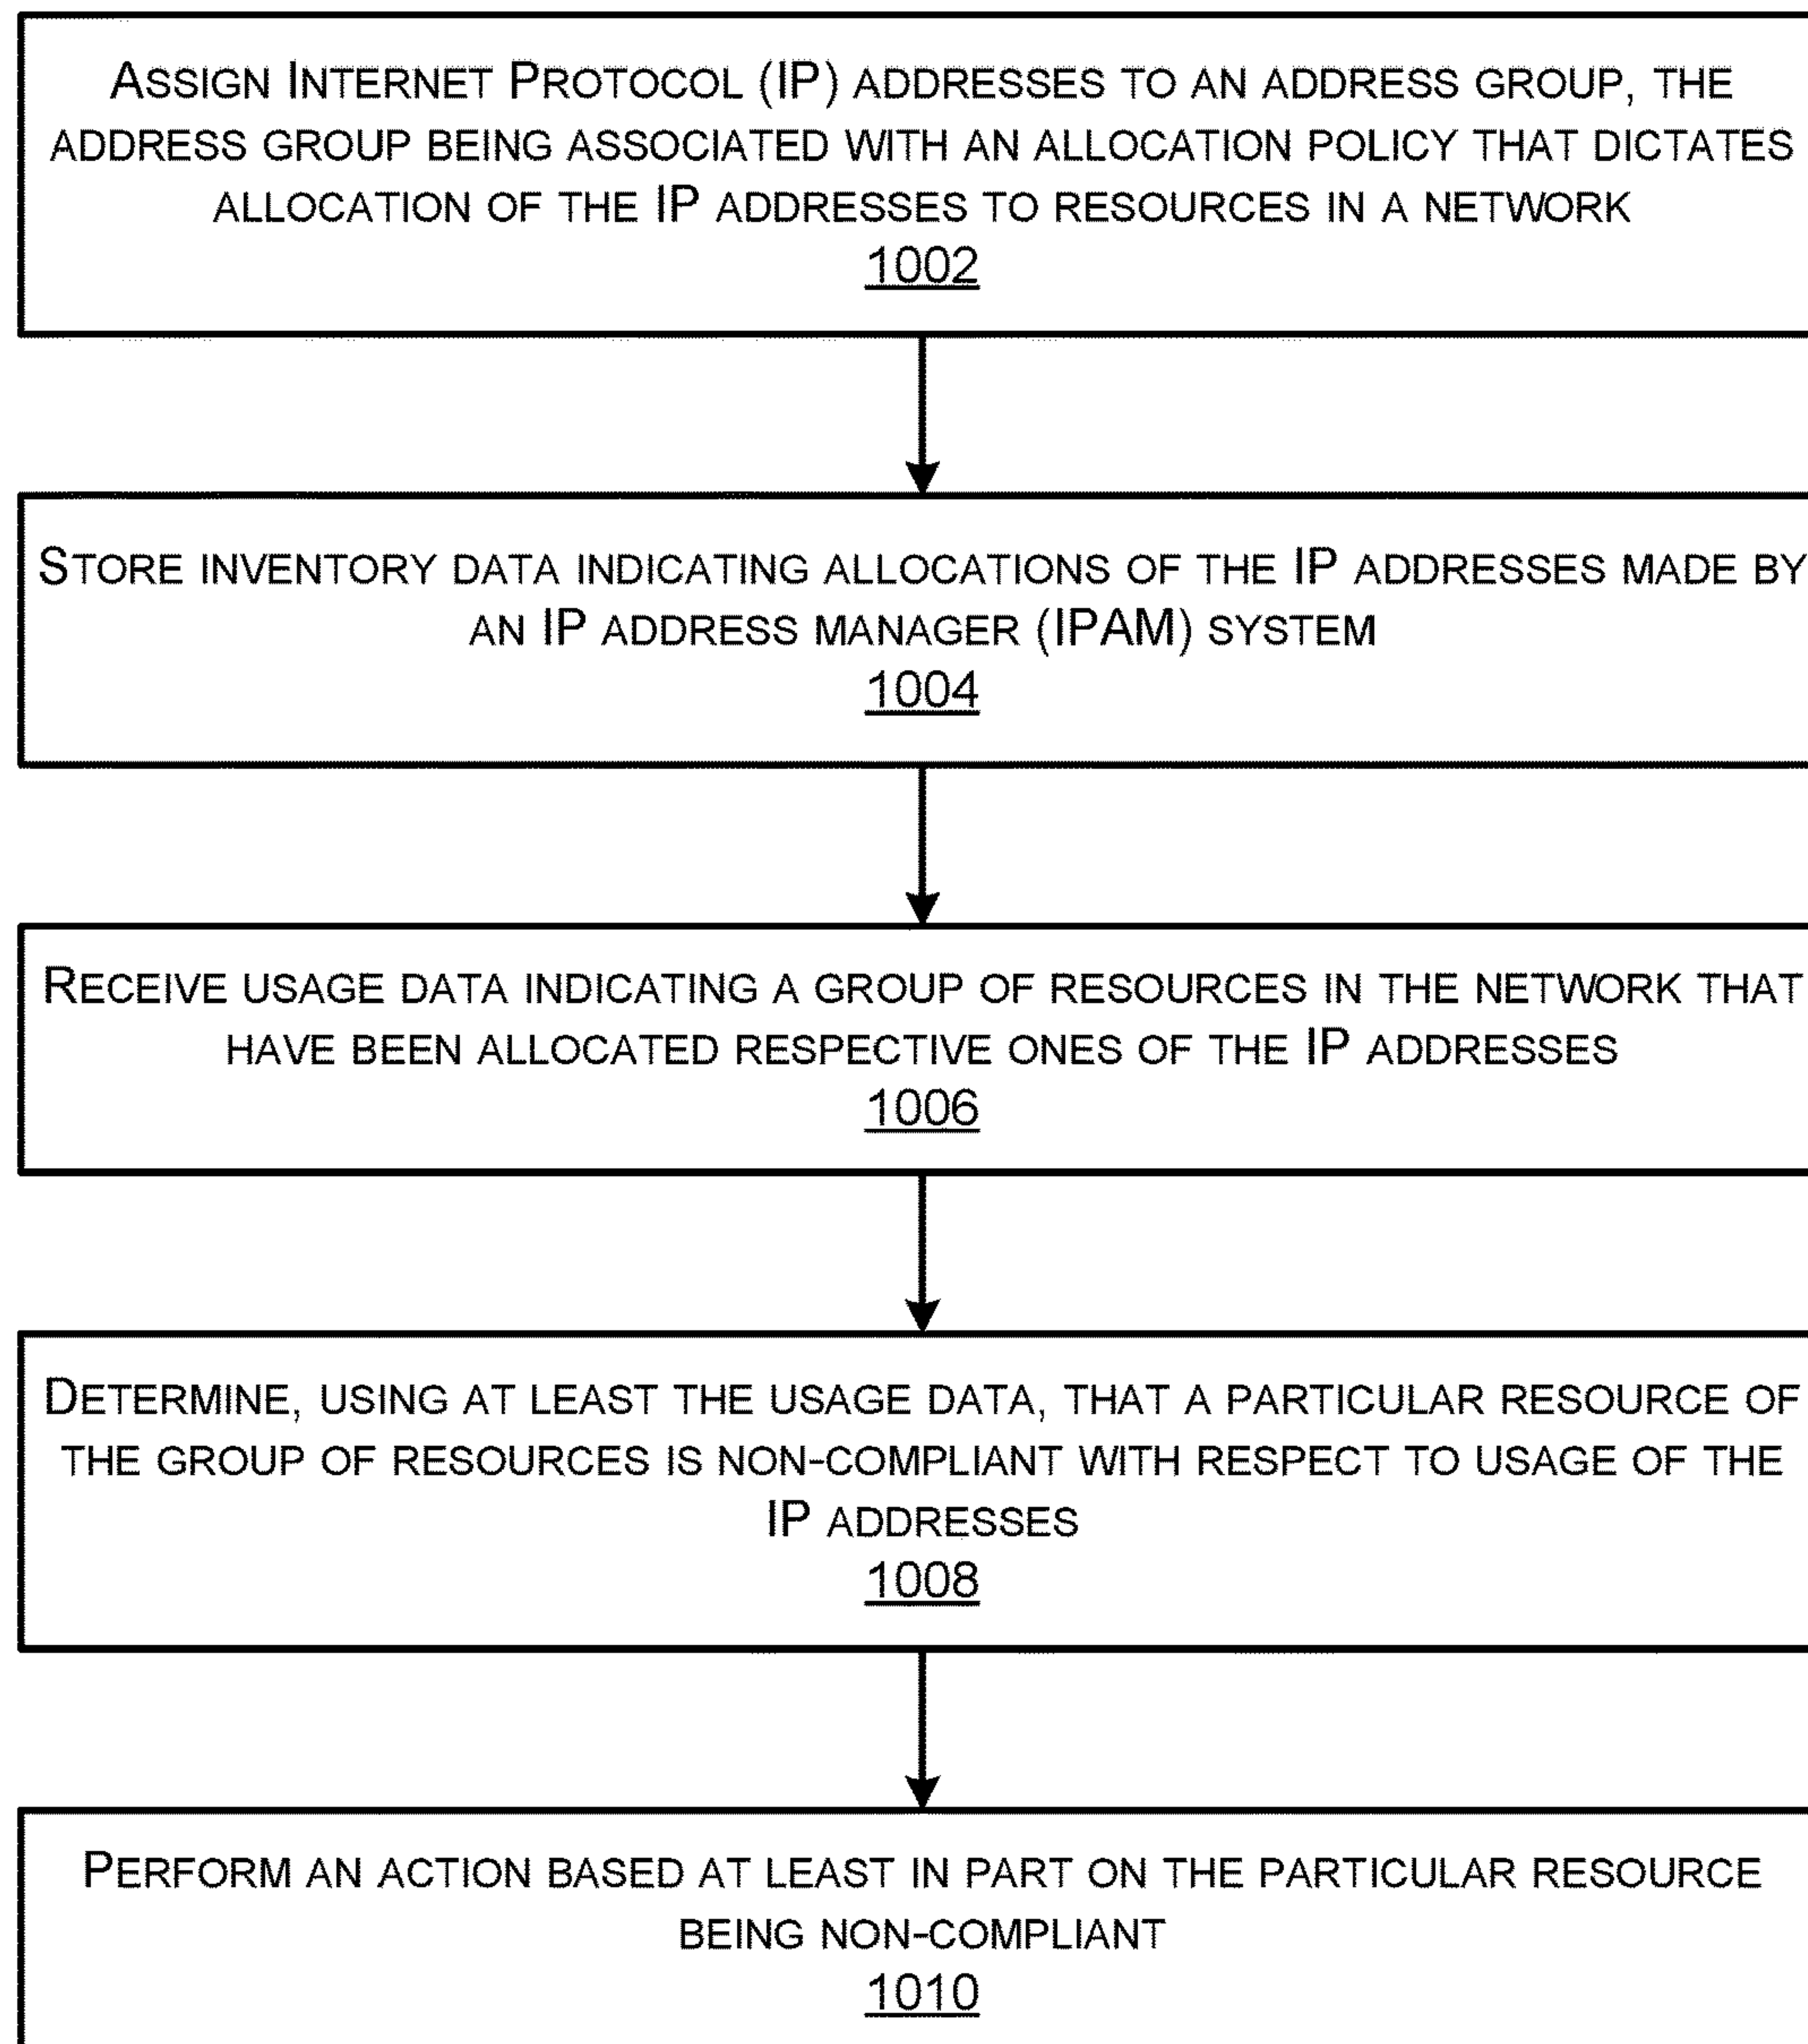 ASSIGN INTERNET PROTOCOL (IP) ADDRESSES TO AN ADDRESS GROUP, THE
ADDRESS GROUP BEING ASSOCIATED WITH AN ALLOCATION POLICY THAT DICTATES
ALLOCATION OF THE IP ADDRESSES TO RESOURCES IN A NETWORK
1002
STORE INVENTORY DATA INDICATING ALLOCATIONS OF THE IP ADDRESSES MADE BY
AN IP ADDRESS MANAGER (IPAM) SYSTEM
1004
RECEIVE USAGE DATA INDICATING A GROUP OF RESOURCES IN THE NETWORK THAT
HAVE BEEN ALLOCATED RESPECTIVE ONES OF THE IP ADDRESSES
1006
DETERMINE, USING AT LEAST THE USAGE DATA, THAT A PARTICULAR RESOURCE OF
THE GROUP OF RESOURCES IS NON-COMPLIANT WITH RESPECT TO USAGE OF THE
IP ADDRESSES
1008
PERFORM AN ACTION BASED AT LEAST IN PART ON THE PARTICULAR RESOURCE
BEING NON-COMPLIANT
1010